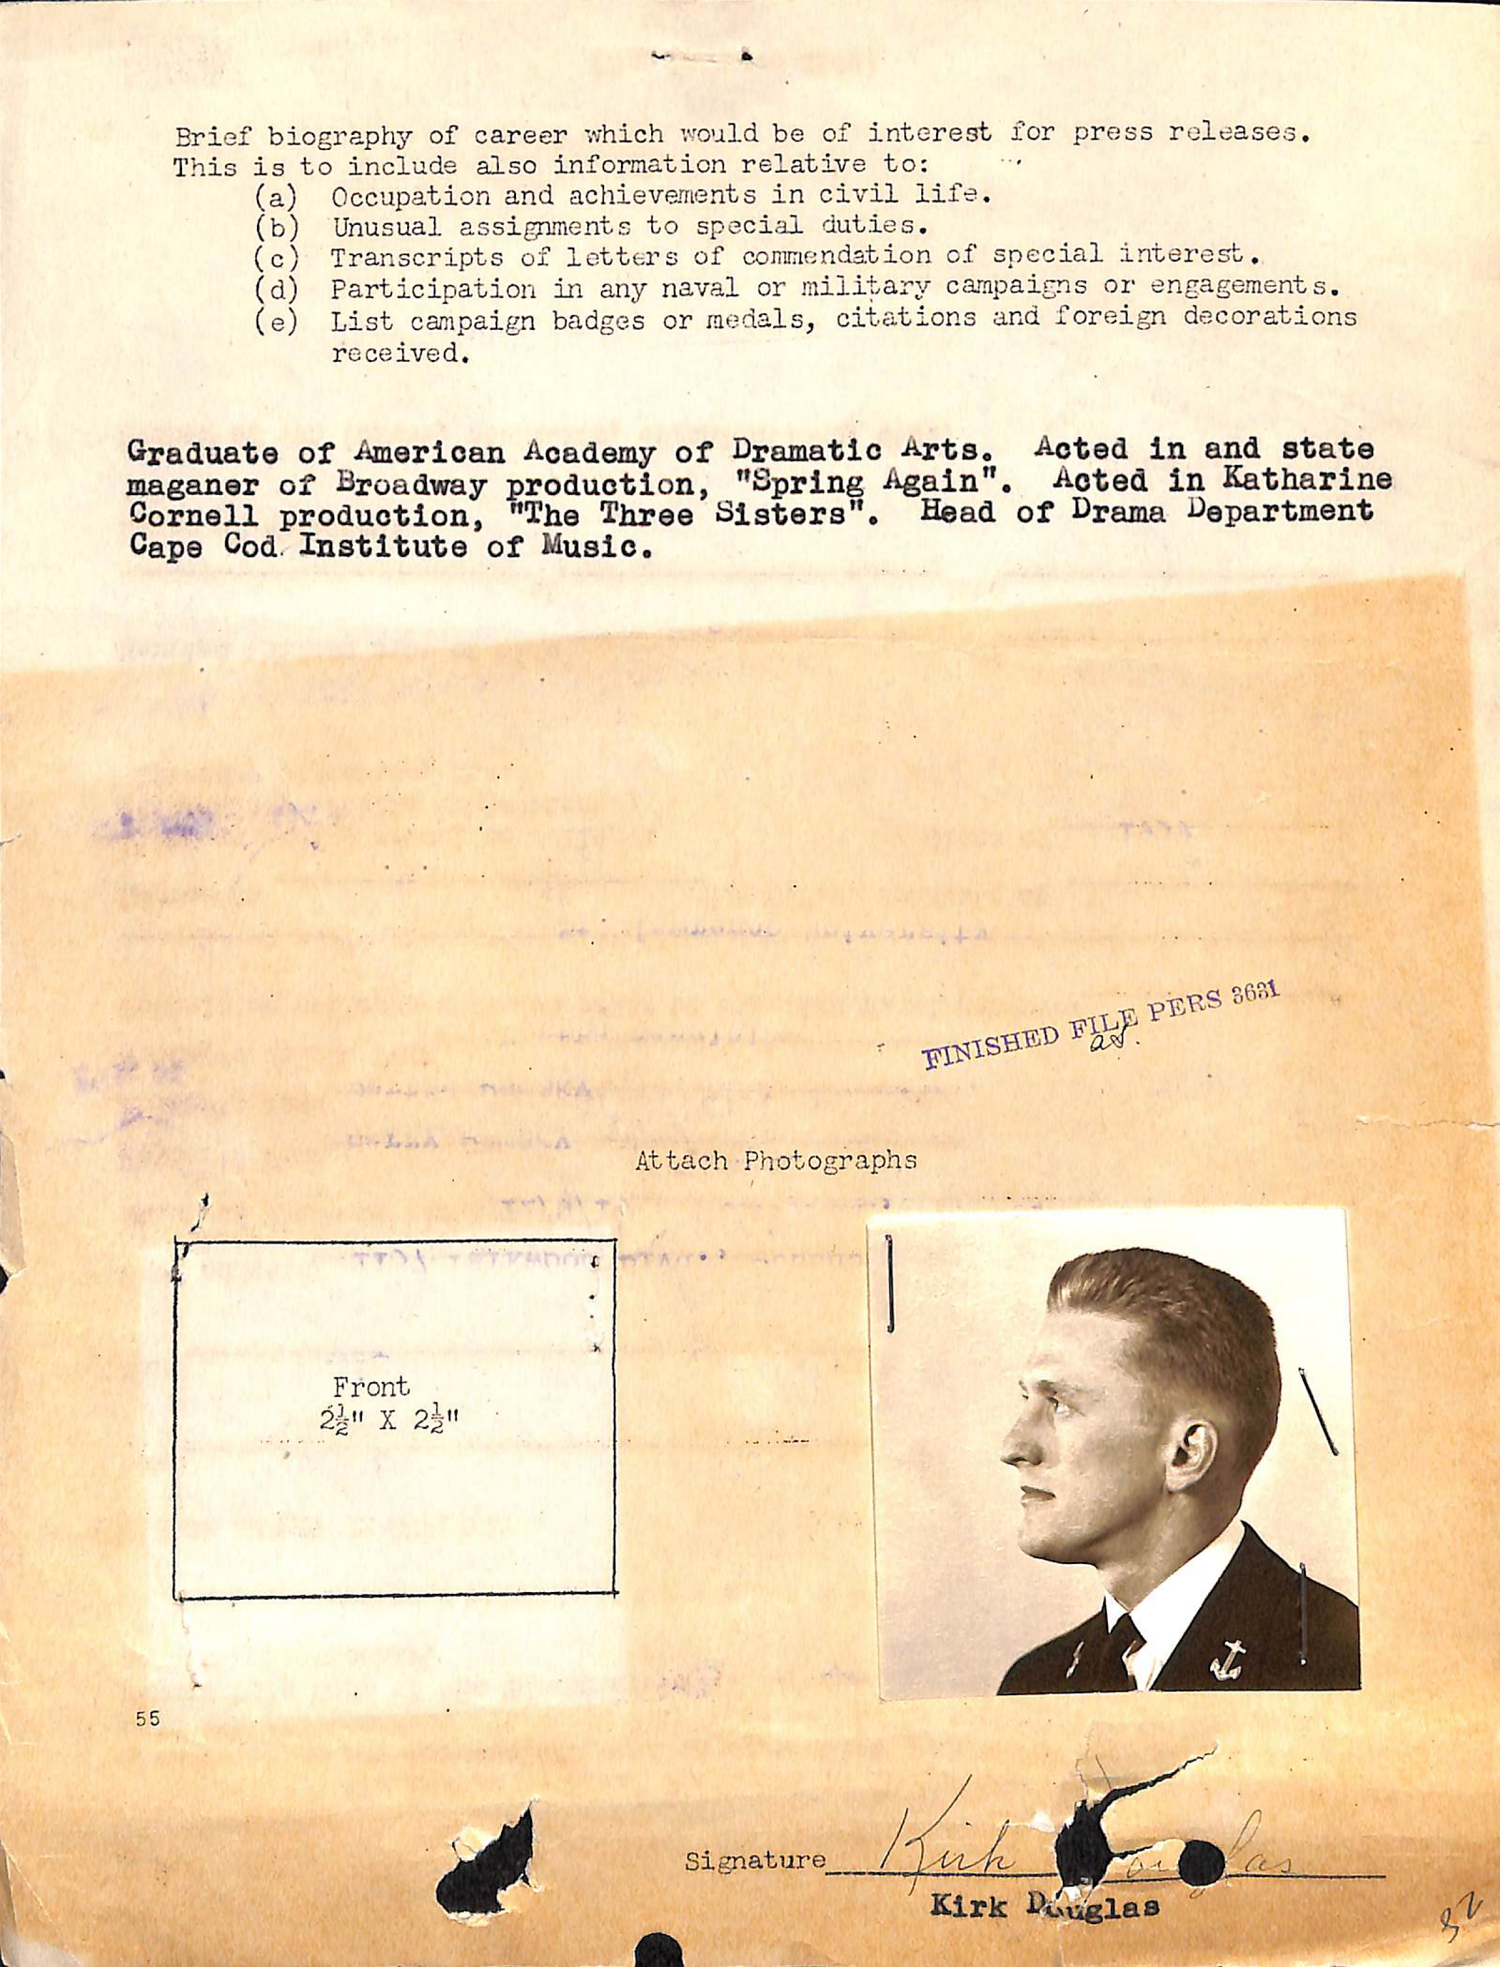 Brief biography of career which would be of interest for press releases.
This is to include also information relative to:
(a) Occupation and achievements in civil life.
(b) Unusual assignments to special duties.
(c) Transcripts of letters of commendation of special interest.
(d) Participation in any naval or military campaigns or engagements.
(e) List campaign badges or medals, citations and foreign decorations
received.
Graduate of American Academy of Dramatic Arts. Acted in and state
maganer of Broadway production, "Spring Again". Acted in Katharine
Cornell production, "The Three Sisters". Head of Drama Department
Cape Cod Institute of Music.
FINISHED FILE PERS 3631
Attach Photographs
Front
2½" X 2½"
55
Signature Kirk Douglas
Kirk Douglas